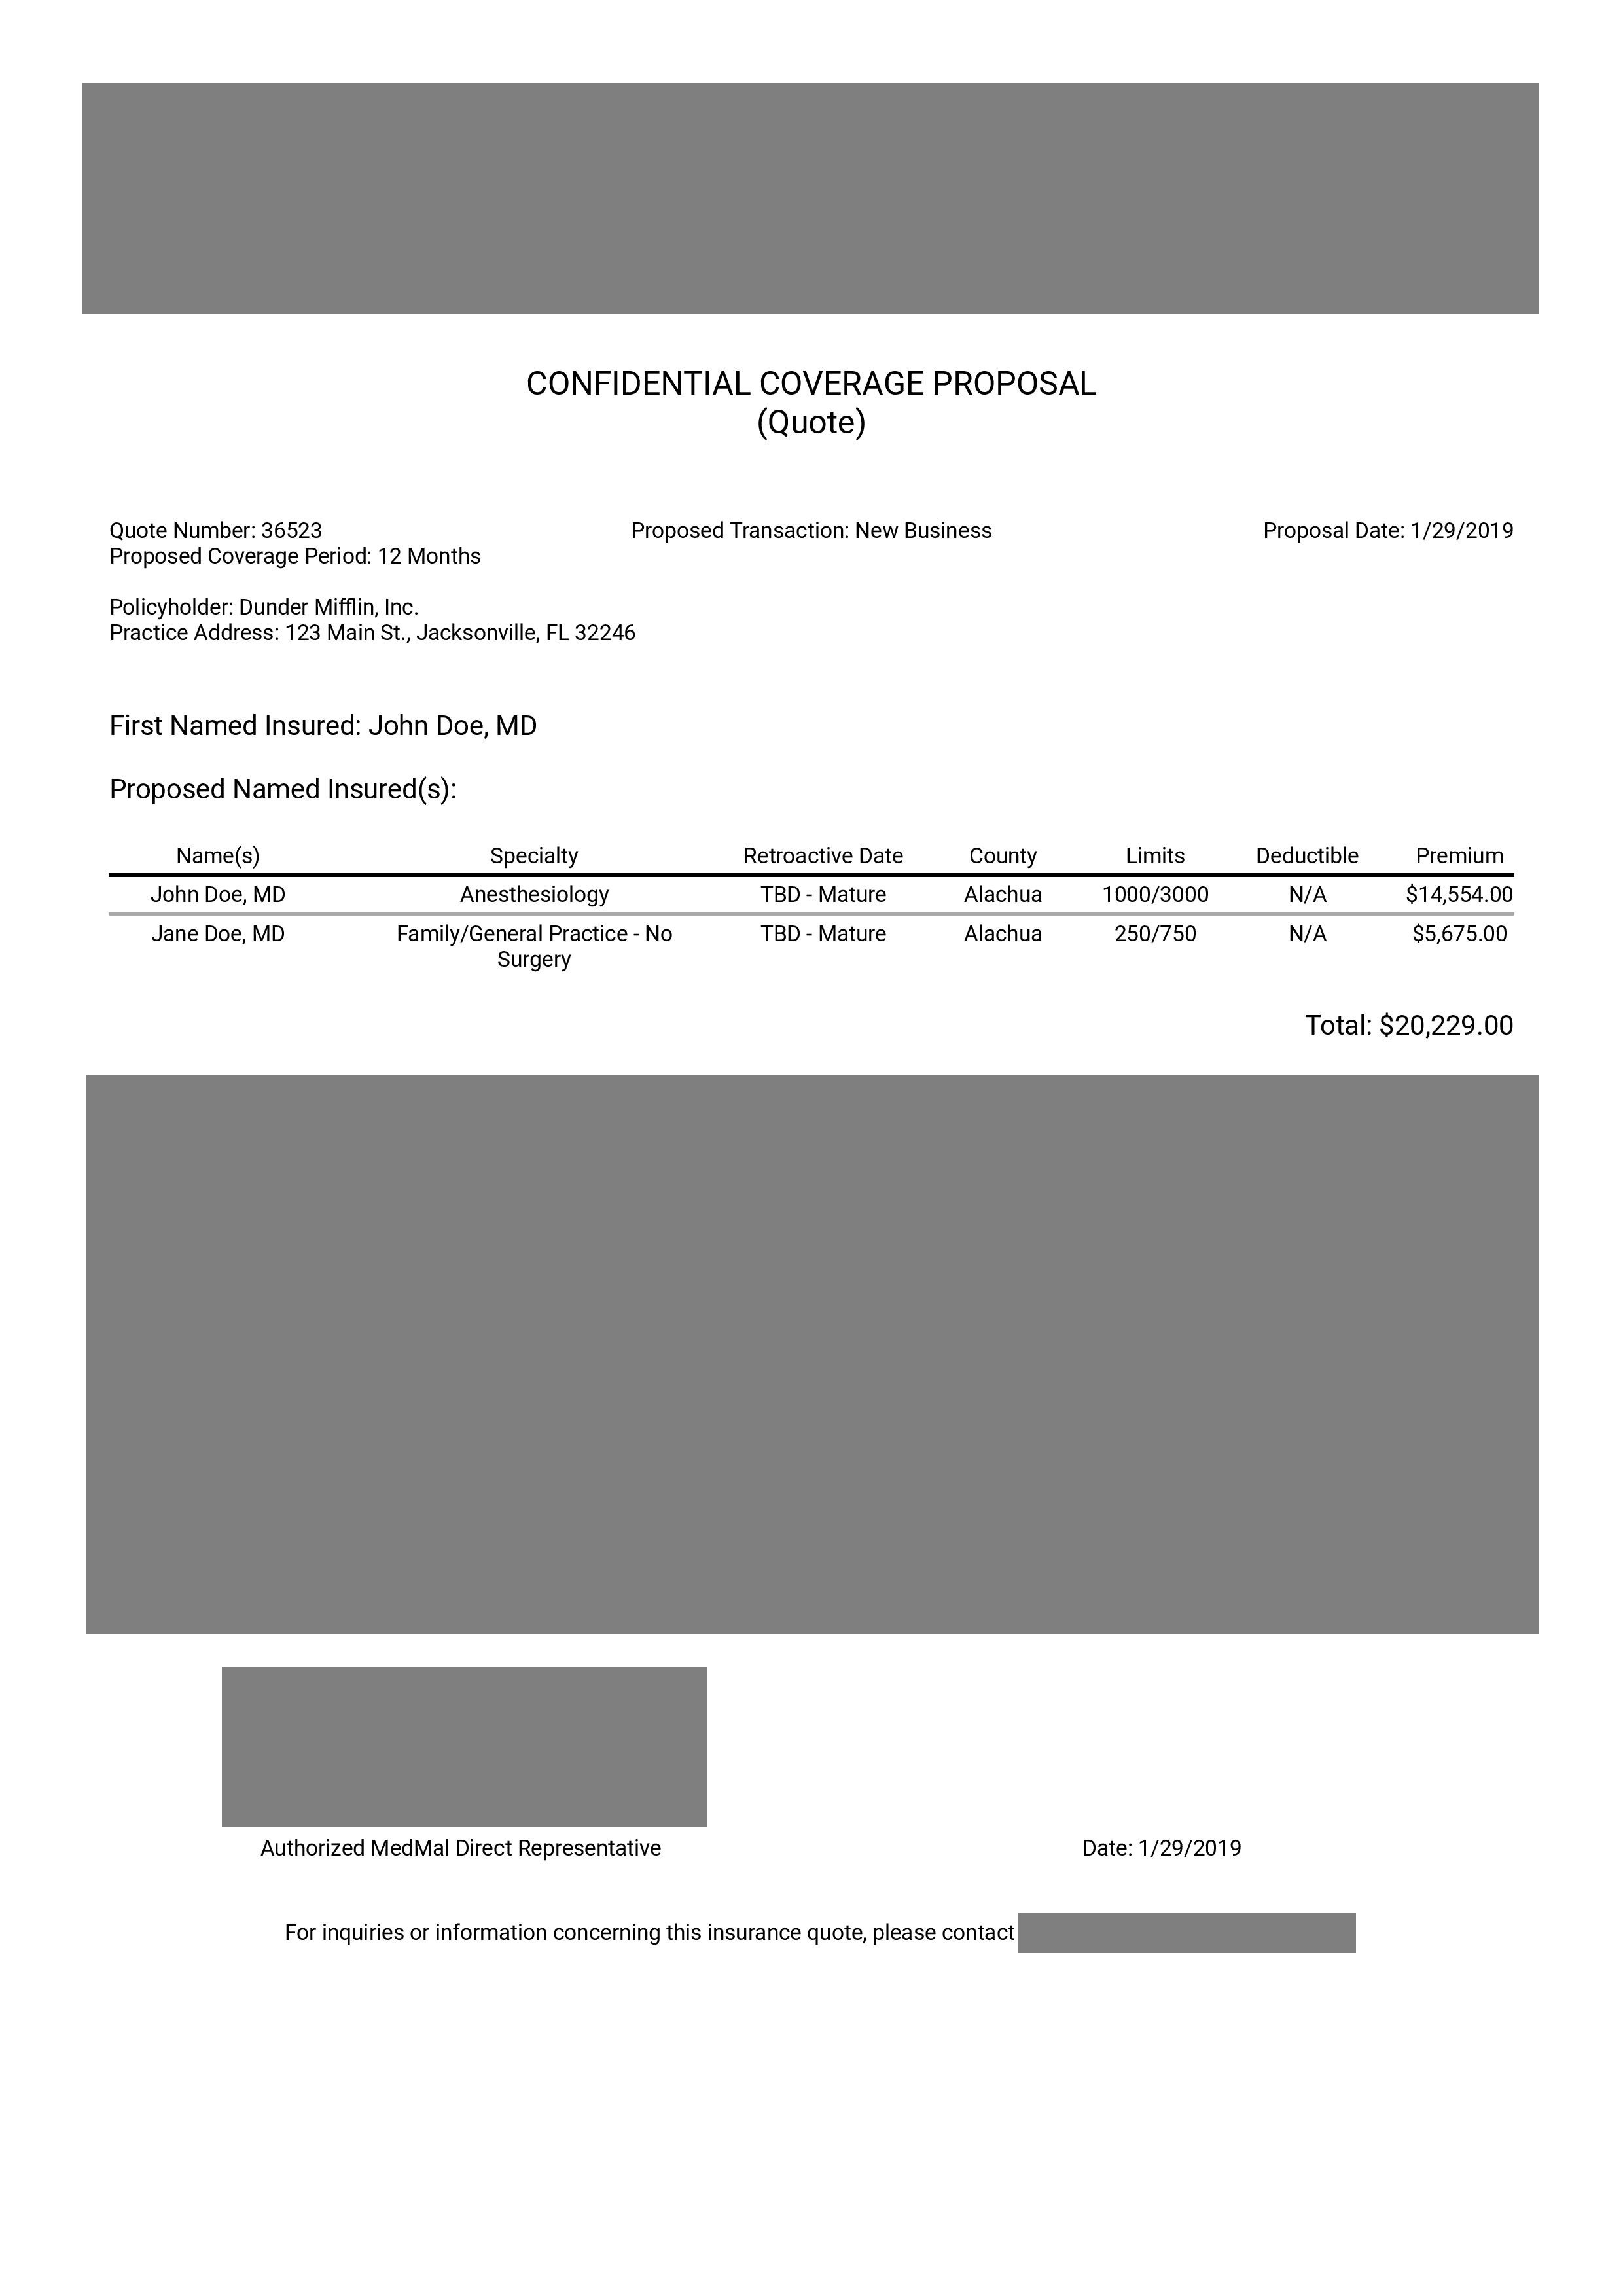 CONFIDENTIAL COVERAGE PROPOSAL
(Quote)
Quote Number: 36523 Proposed Transaction: New Business Proposal Date: 1/29/2019
Proposed Coverage Period: 12 Months
Policyholder: Dunder Mifflin, Inc.
Practice Address: 123 Main St., Jacksonville, FL 32246
First Named Insured: John Doe, MD
Proposed Named Insured(s):
Name(s) Specialty Retroactive Date County Limits Deductible Premium
John Doe, MD Anesthesiology TBD - Mature Alachua 1000/3000 N/A $14,554.00
Jane Doe, MD Family/General Practice - No TBD - Mature Alachua 250/750 N/A $5,675.00
Surgery
Total: $20,229.00
Authorized MedMal Direct Representative Date: 1/29/2019
For inquiries or information concerning this insurance quote, please contact